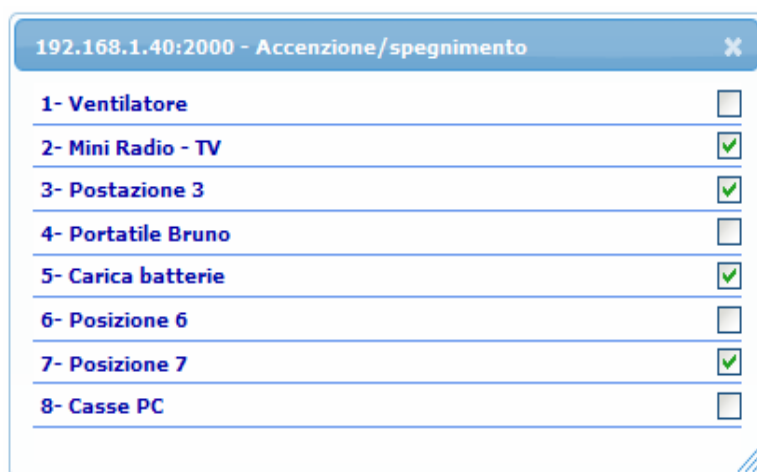 192.168.1.40:2000 - Accenzione/spegnimento
1- Ventilatore
2- Mini Radio - TV
3- Postazione 3
4- Portatile Bruno
5- Carica batterie
6- Posizione 6
7- Posizione 7
8- Casse PC